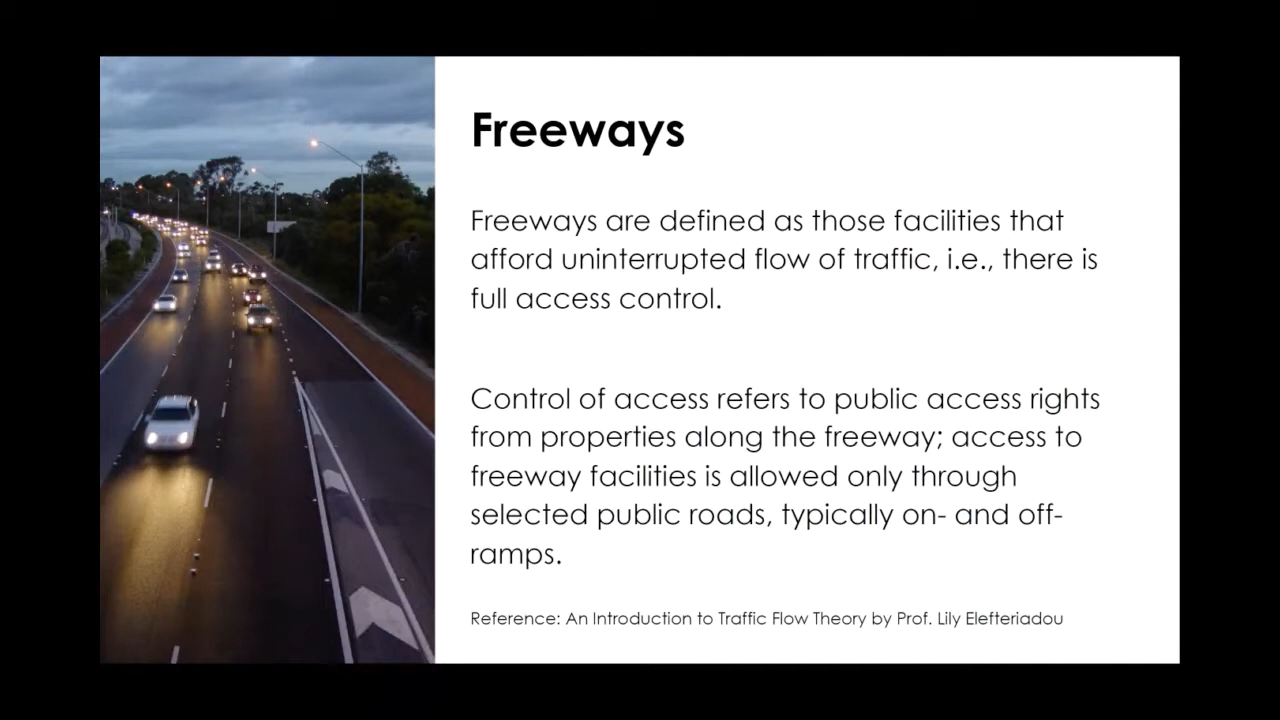 Freeways
Freeways are defined as those facilities that
afford uninterrupted flow of traffic, i.e., there is
full access control.
Control of access refers to public access rights
from properties along the freeway; access to
freeway facilities is allowed only through
selected public roads, typically on- and off-
ramps.
Reference: An Introduction to Traffic Flow Theory by Prof. Lily Elefteriadou